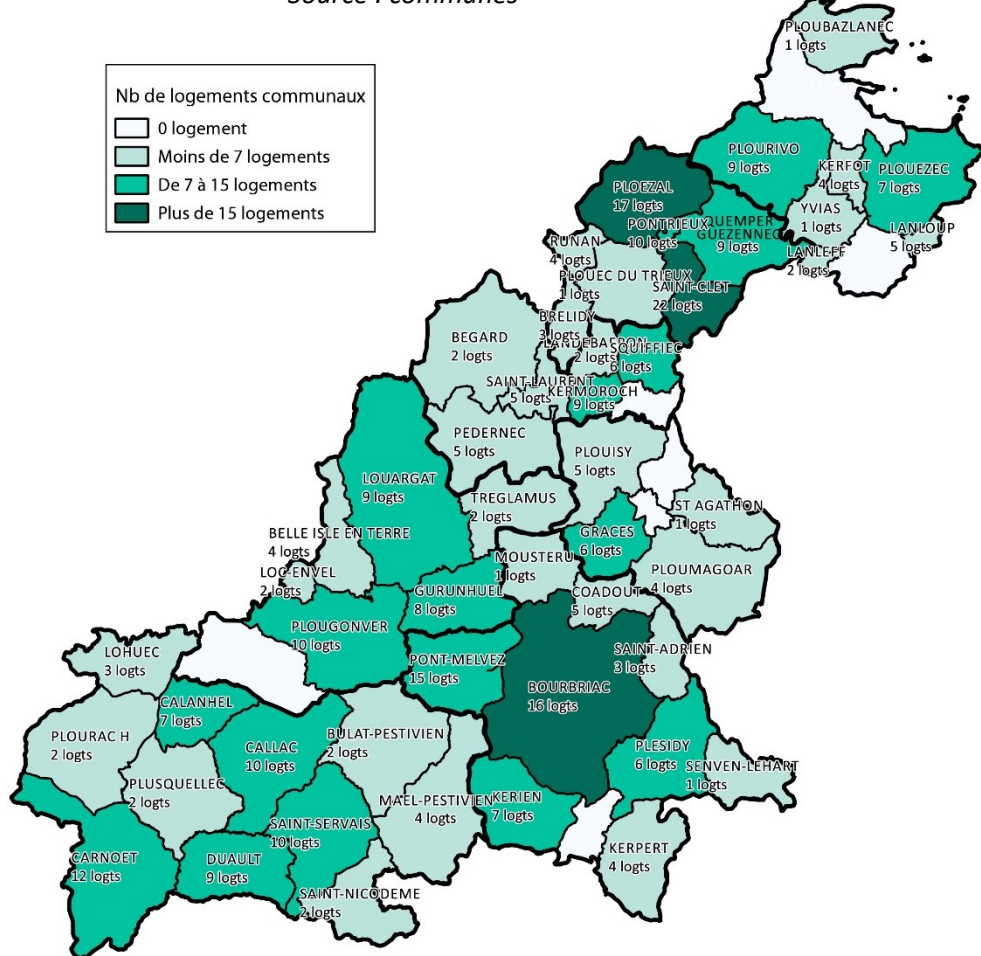 Source : communes
Nb de logements communaux
0 logement
Moins de 7 logements
De 7 à 15 logements
Plus de 15 logements
PLOUBAZLANEC
1 logts
PLOURIVO
9 logts
KERFOT
4 logts
PLOUEZEC
7 logts
PLOEZAL
17 logts
YVIAS
1 logts
LANLOUP
5 logts
PONTRIEUX
10 logts
QUEMPER
GUEZENNEC
9 logts
LANLEFF
2 logts
RUNAN
4 logts
PLOUEC DU TRIEUX
1 logts
SAINT-CLET
22 logts
BRELIDY
3 logts
BEGARD
2 logts
LANDEBAERON
2 logts
SQUIFFIEC
6 logts
SAINT-LAURENT
5 logts
KERMOROCH
9 logts
PEDERNEC
5 logts
PLOUISY
5 logts
LOUARGAT
9 logts
TREGLAMUS
2 logts
ST AGATHON
1 logts
BELLE ISLE EN TERRE
4 logts
GRACES
6 logts
MOUSTERU
1 logts
PLOUMAGOAR
4 logts
LOC-ENVEL
2 logts
GURUNHUEL
8 logts
COADOUT
5 logts
PLOUGONVER
10 logts
LOHUEC
3 logts
PONT-MELVEZ
15 logts
SAINT-ADRIEN
3 logts
BOURBRIAC
16 logts
CALANHEL
7 logts
PLOURAC H
2 logts
CALLAC
10 logts
BULAT-PESTIVIEN
2 logts
PLESIDY
6 logts
SENVEN-LEHART
1 logts
PLUSQUELLEC
2 logts
MAEL-PESTIVIEN
4 logts
KERIEN
7 logts
SAINT-SERVAIS
10 logts
KERPERT
4 logts
CARNOET
12 logts
DUAULT
9 logts
SAINT-NICODEME
2 logts